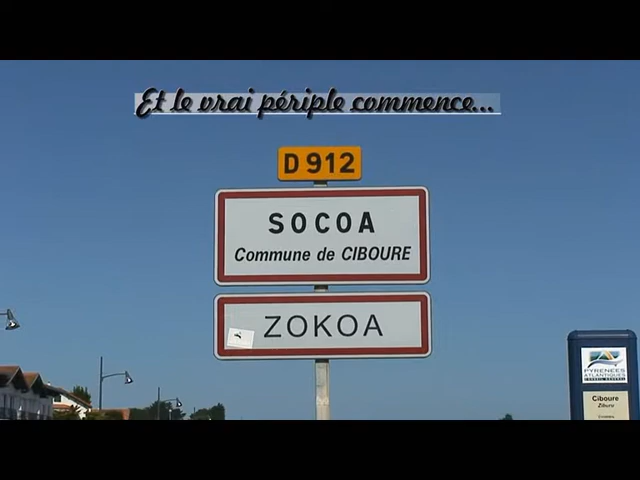 Et le vrai périple commence...
D 912
SOCOA
Commune de CIBOURE
ZOKOA
PYRENEES
ATLANTIQUES
Ciboure
Ziburu